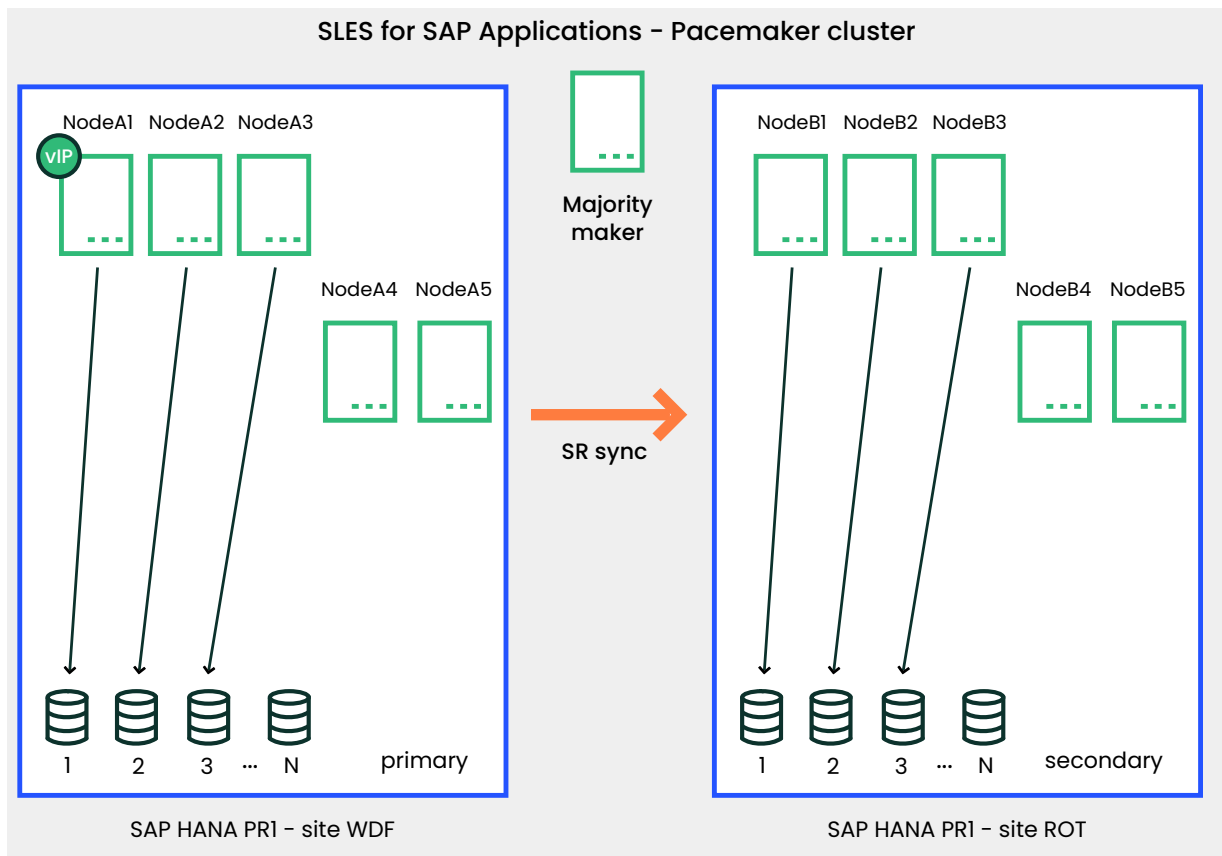 SLES for SAP Applications - Pacemaker cluster
NodeA1 NodeA2 NodeA3
vIP
NodeA4 NodeA5
1 2 3 ... N
primary
SAP HANA PR1 - site WDF
Majority
maker
SR sync
NodeB1 NodeB2 NodeB3
NodeB4 NodeB5
1 2 3 ... N
secondary
SAP HANA PR1 - site ROT